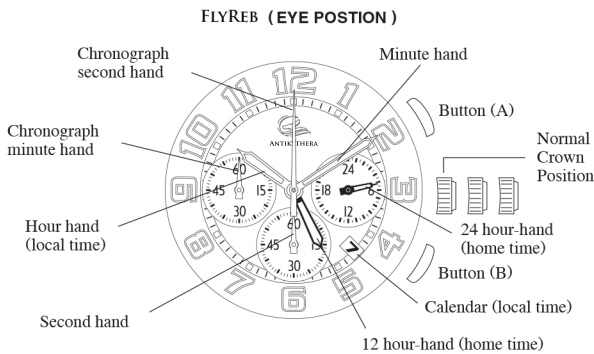 FLYREB (EYE POSTION)
Chronograph
second hand
Minute hand
Button (A)
Chronograph
minute hand
Normal
Crown
Position
Hour hand
(local time)
24 hour-hand
(home time)
Button (B)
Calendar (local time)
Second hand
12 hour-hand (home time)
ANTIKYTHERA
12
1
2
3
4
5
6
7
8
9
10
11
60
45
15
30
24
18
6
12
60
45
15
30
7